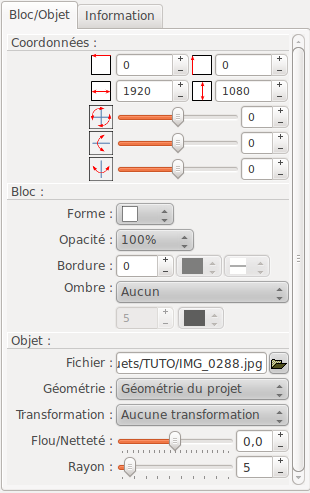 Bloc/Objet Information
Coordonnées :
0 0
1920 1080
0
0
0
Bloc :
Forme :
Opacité : 100%
Bordure : 0
Ombre : Aucun
5
Objet :
Fichier : uets/TUTO/IMG_0288.jpg
Géométrie : Géométrie du projet
Transformation : Aucune transformation
Flou/Netteté : 0,0
Rayon : 5